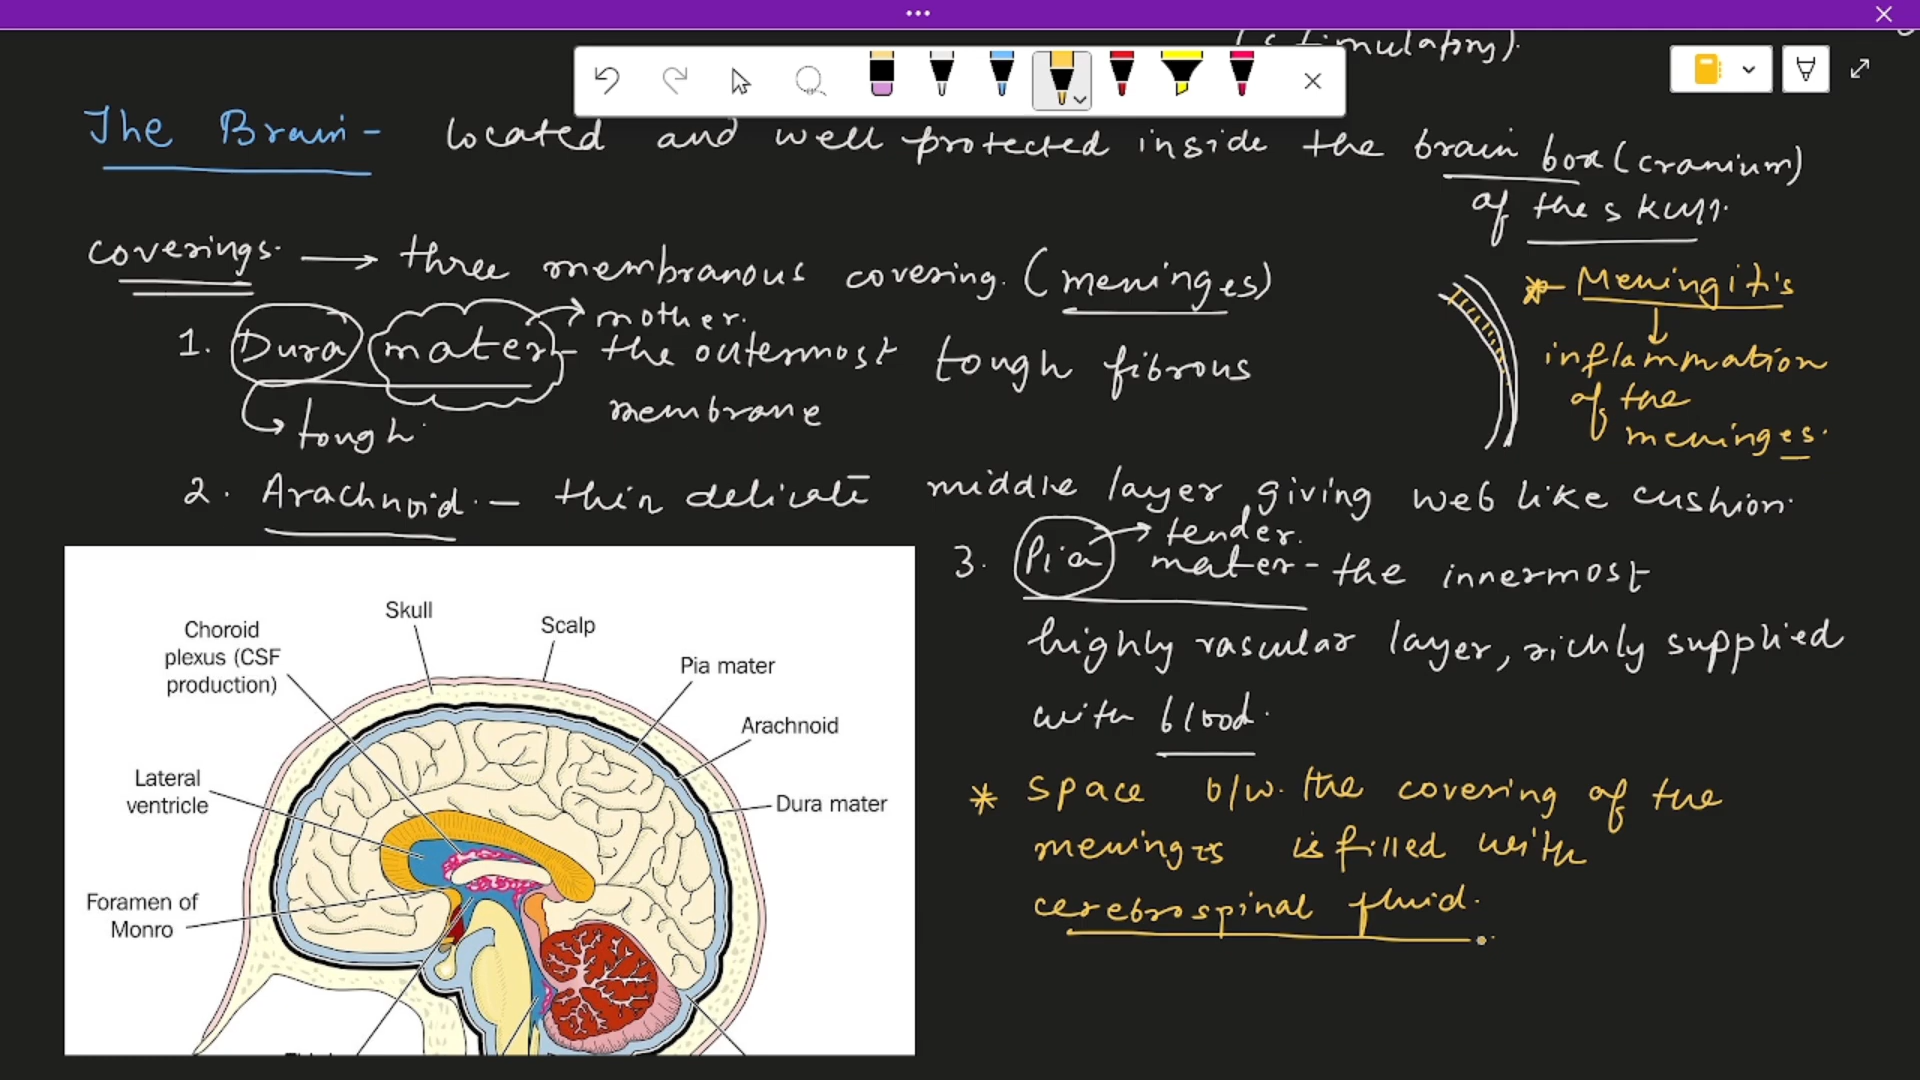 (stimulatory).
The Brain - located and well protected inside the brain box (cranium)
of the skull.
coverings. → three membranous covering. (meninges)
* Meningitis
↓
inflammation
of the
meninges.
→ mother.
1. Dura mater - the outermost tough fibrous
membrane
→ tough.
2. Arachnoid. - thin delicate middle layer giving web like cushion.
→ tender.
3. Pia mater - the innermost
highly vascular layer, richly supplied
with blood.
* Space b/w. the covering of the
meninges is filled with
cerebrospinal fluid.
Skull
Scalp
Choroid
plexus (CSF
production)
Pia mater
Arachnoid
Lateral
ventricle
Dura mater
Foramen of
Monro